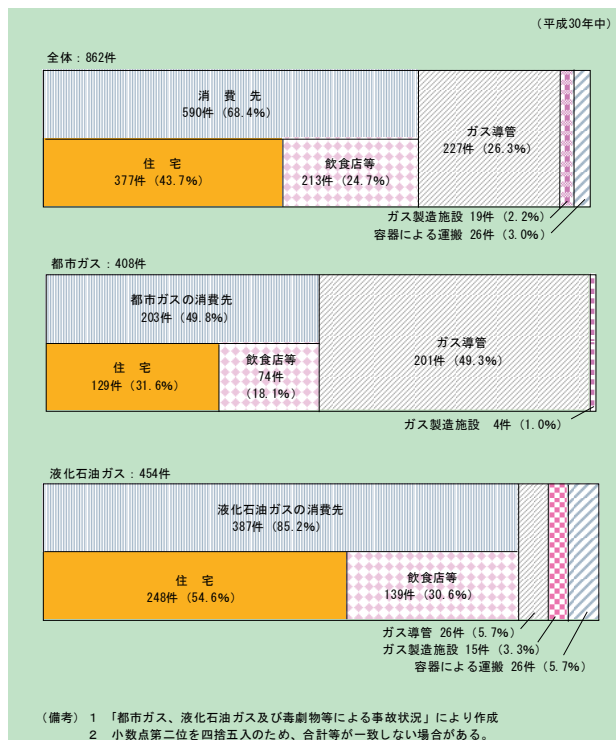 (平成30年中)
全体：862件
消 費 先
590件（68.4%）
ガス導管
227件（26.3%）
住 宅
377件（43.7%）
飲食店等
213件（24.7%）
ガス製造施設 19件（2.2%）
容器による運搬 26件（3.0%）
都市ガス：408件
都市ガスの消費先
203件（49.8%）
ガス導管
201件（49.3%）
住 宅
129件（31.6%）
飲食店等
74件
（18.1%）
ガス製造施設 4件（1.0%）
液化石油ガス：454件
液化石油ガスの消費先
387件（85.2%）
住 宅
248件（54.6%）
飲食店等
139件（30.6%）
ガス導管 26件（5.7%）
ガス製造施設 15件（3.3%）
容器による運搬 26件（5.7%）
（備考）１ 「都市ガス、液化石油ガス及び毒劇物等による事故状況」により作成
２ 小数点第二位を四捨五入のため、合計等が一致しない場合がある。